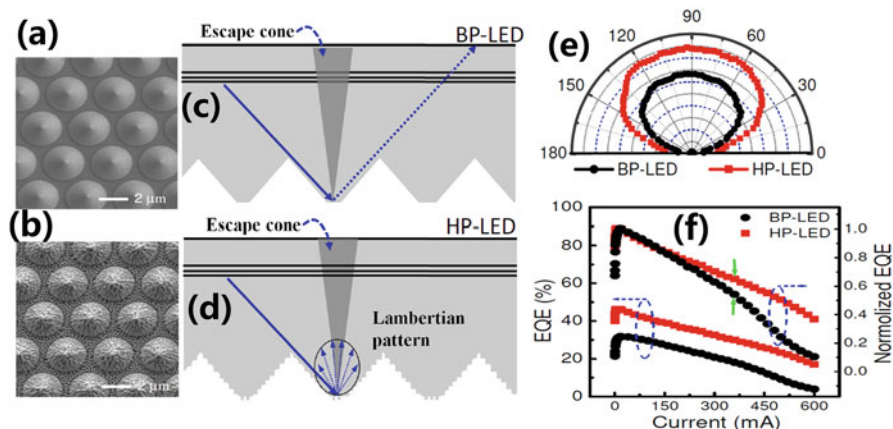 (a)
2 μm
(b)
2 μm
Escape cone
BP-LED
(c)
Escape cone
HP-LED
(d)
Lambertian
pattern
(e)
90
120
60
150
30
180
0
BP-LED
HP-LED
(f)
BP-LED
HP-LED
100
80
60
40
20
0
EQE (%)
1.0
0.8
0.6
0.4
0.2
0.0
Normalized EQE
0
150
300
450
600
Current (mA)